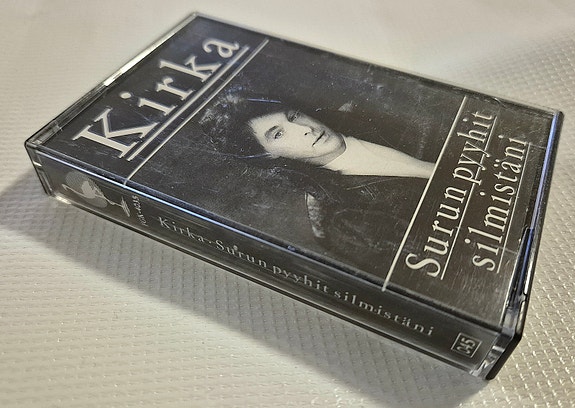 Kirka
Surun pyyhit
silmistäni
Kirka · Surun pyyhit silmistäni